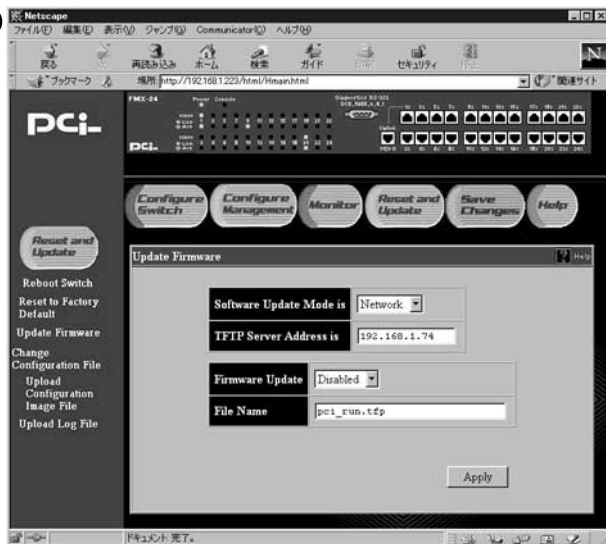 Netscape
ファイル(F) 編集(E) 表示(V) ジャンプ(G) Communicator(C) ヘルプ(H)
戻る 再読み込み ホーム 検索 ガイド セキュリティ
N
ブックマーク 場所: http://192.168.1.223/html/Hmain.html 関連サイト
PCi-
FMX-24
Power Console
PCi-
Configure Switch
Configure Management
Monitor
Reset and Update
Save Changes
Help
Reset and Update
Reboot Switch
Reset to Factory
Default
Update Firmware
Change
Configuration File
Upload
Configuration
Image File
Upload Log File
Update Firmware
? Help
Software Update Mode is Network
TFTP Server Address is 192.168.1.74
Firmware Update Disabled
File Name pci_run.tfp
Apply
ドキュメント: 完了。